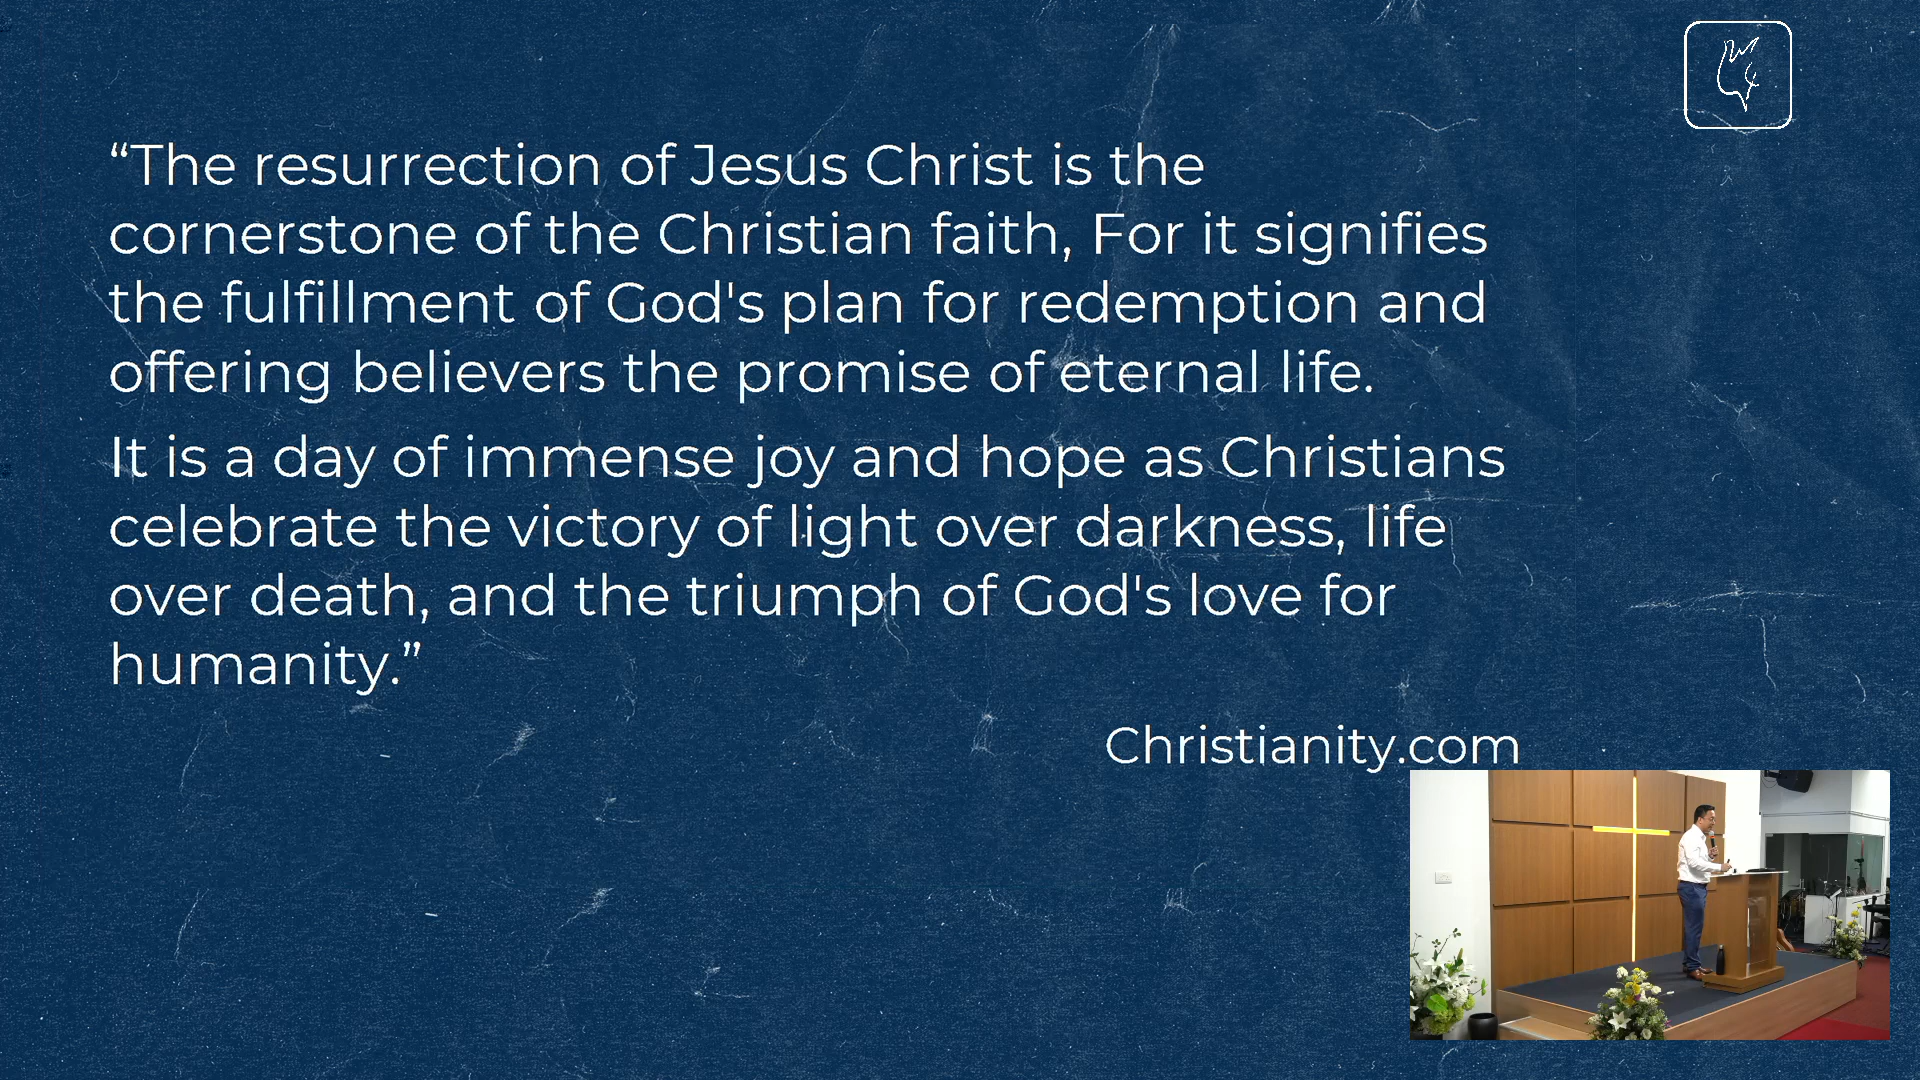 “The resurrection of Jesus Christ is the
cornerstone of the Christian faith, For it signifies
the fulfillment of God's plan for redemption and
offering believers the promise of eternal life.
It is a day of immense joy and hope as Christians
celebrate the victory of light over darkness, life
over death, and the triumph of God's love for
humanity.”
Christianity.com